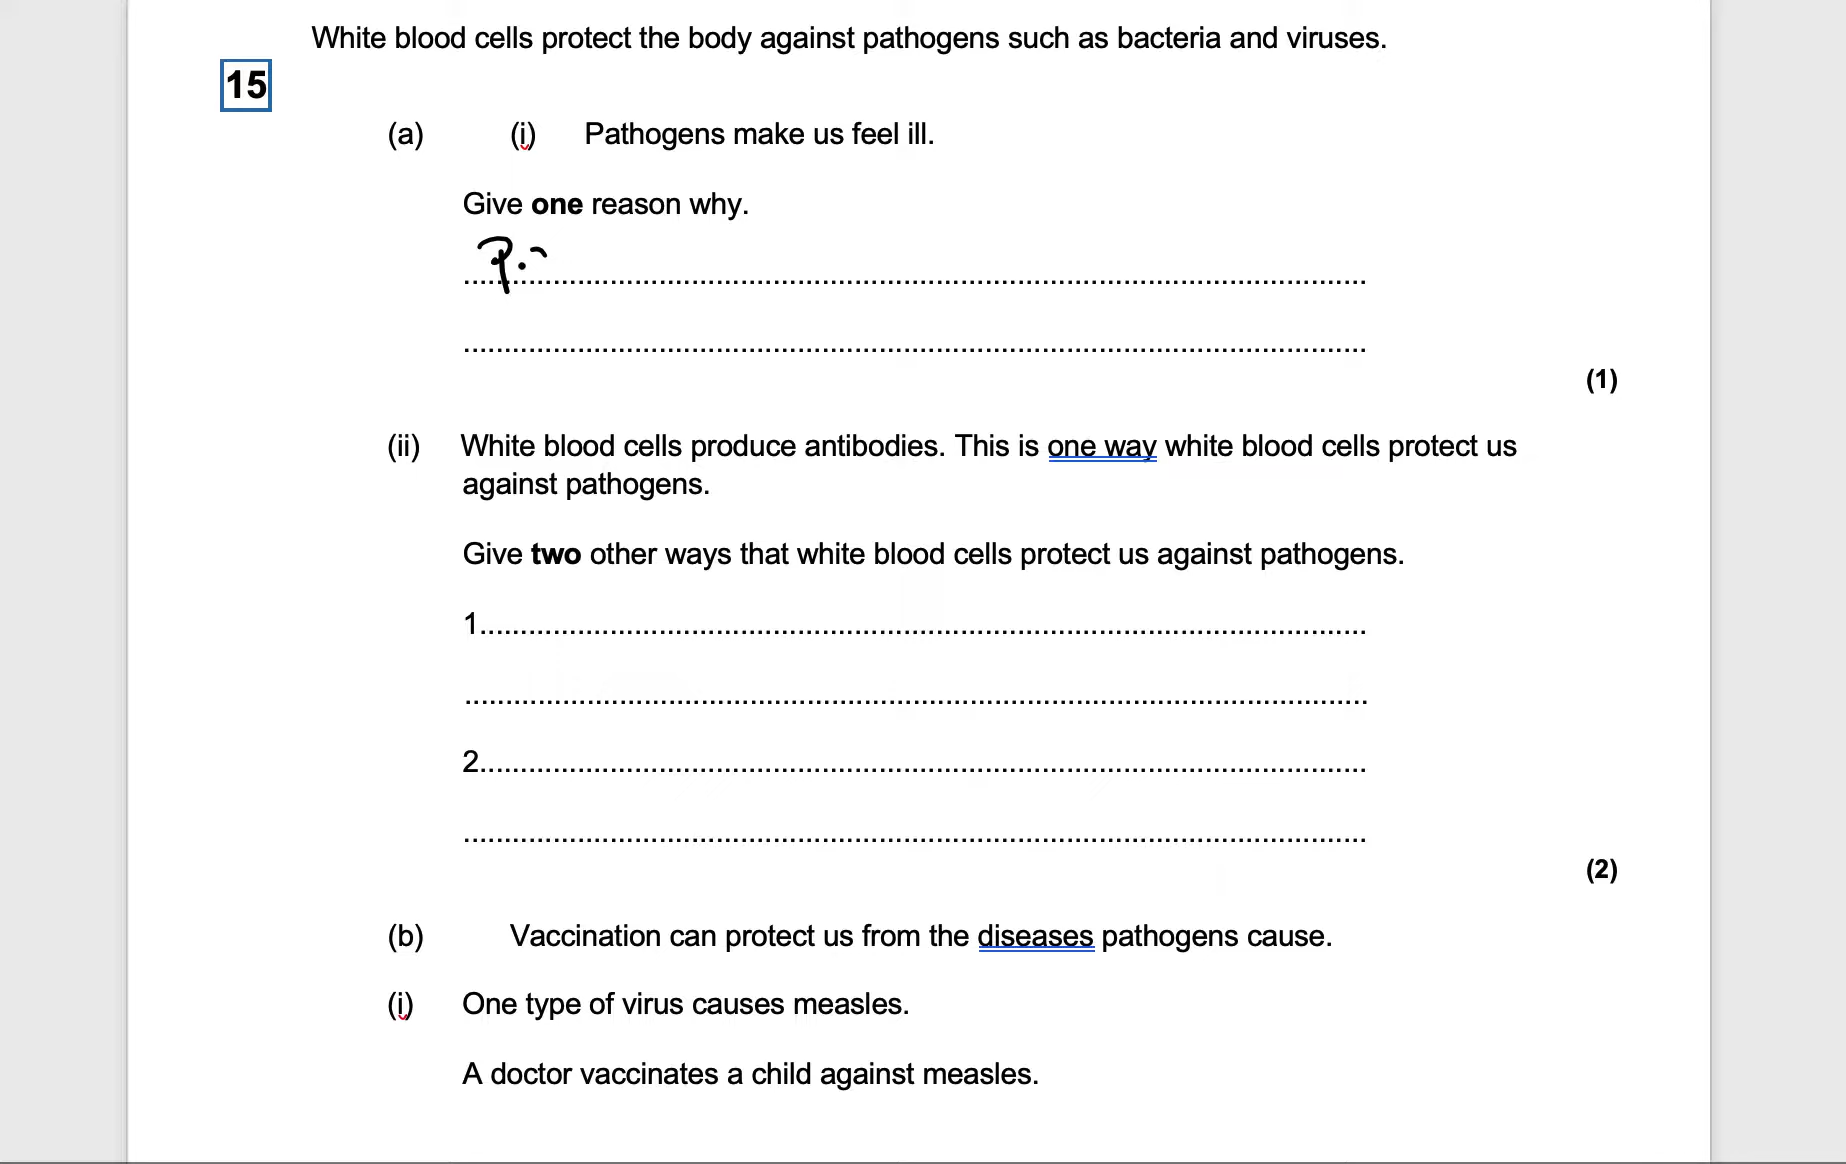 White blood cells protect the body against pathogens such as bacteria and viruses.
15
(a) (i) Pathogens make us feel ill.
Give one reason why.
..........
..........
(1)
(ii) White blood cells produce antibodies. This is one way white blood cells protect us
against pathogens.
Give two other ways that white blood cells protect us against pathogens.
1..........
..........
2..........
..........
(2)
(b) Vaccination can protect us from the diseases pathogens cause.
(i) One type of virus causes measles.
A doctor vaccinates a child against measles.